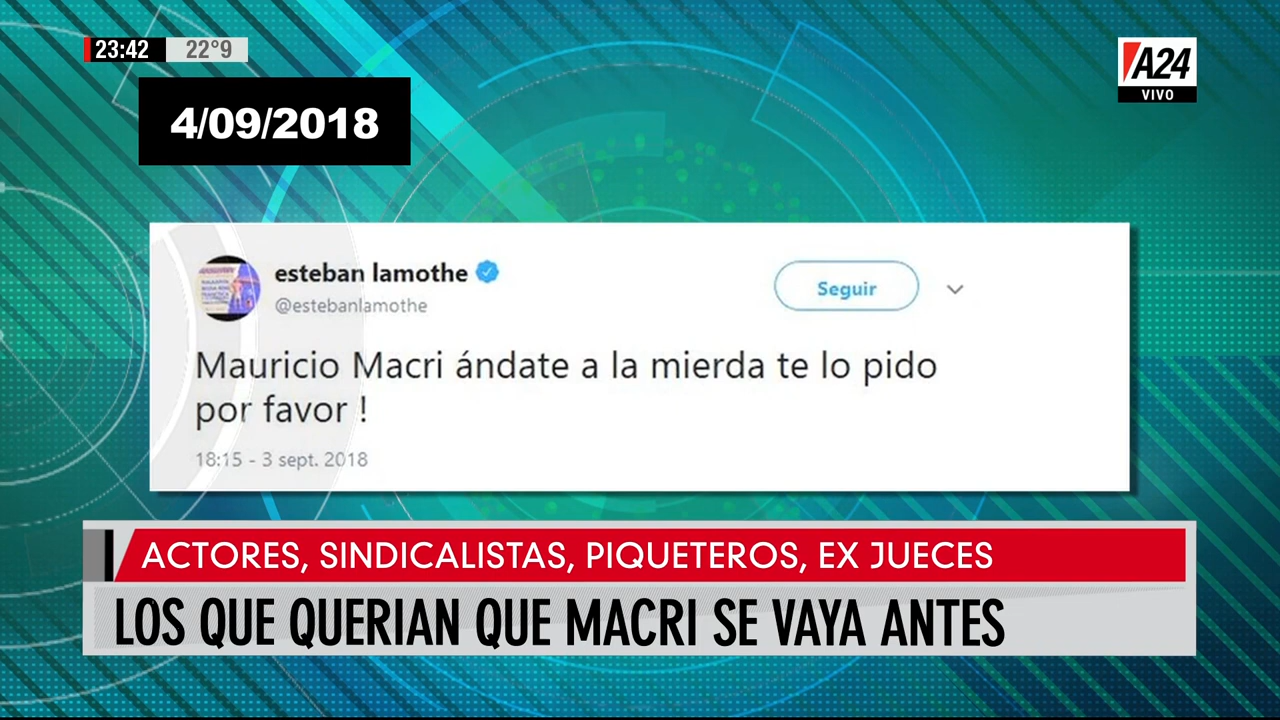 23:42 22°9
A24
VIVO
4/09/2018
esteban lamothe
@estebanlamothe
Seguir
Mauricio Macri ándate a la mierda te lo pido
por favor !
18:15 - 3 sept. 2018
ACTORES, SINDICALISTAS, PIQUETEROS, EX JUECES
LOS QUE QUERIAN QUE MACRI SE VAYA ANTES